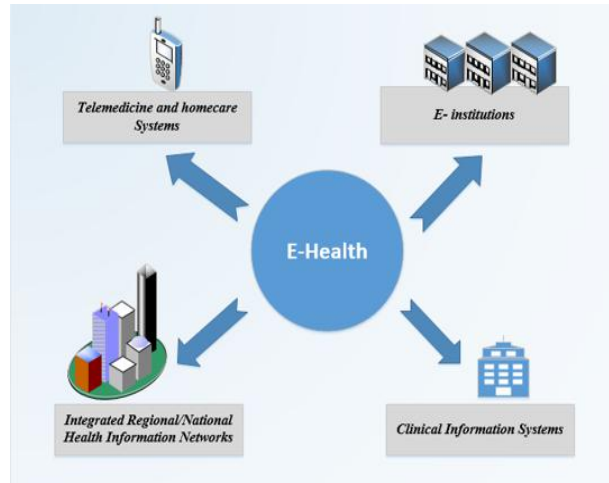 Telemedicine and homecare
Systems
E- institutions
E-Health
Integrated Regional/National
Health Information Networks
Clinical Information Systems